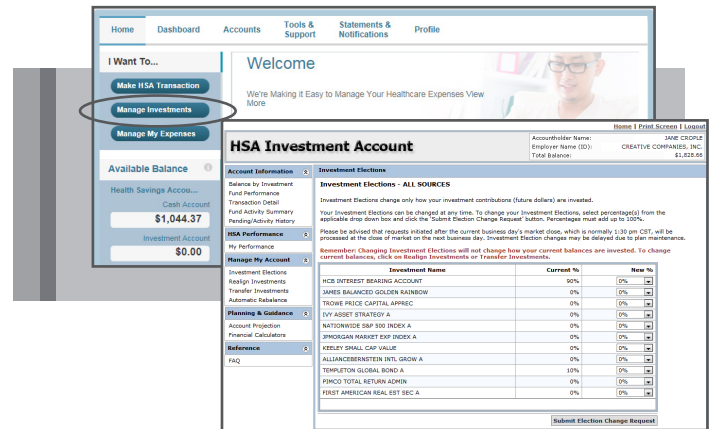 Home Dashboard Accounts Tools & Support Statements & Notifications Profile
I Want To...
Make HSA Transaction
Manage Investments
Manage My Expenses
Available Balance
Health Savings Accou...
Cash Account
$1,044.37
Investment Account
$0.00
Welcome
We're Making it Easy to Manage Your Healthcare Expenses View
More
Home | Print Screen | Logout
HSA Investment Account
Accountholder Name: JANE CROPLE
Employer Name (ID): CREATIVE COMPANIES, INC.
Total Balance: $1,828.66
Account Information
Balance by Investment
Fund Performance
Transaction Detail
Fund Activity Summary
Pending/Activity History
HSA Performance
My Performance
Manage My Account
Investment Elections
Realign Investments
Transfer Investments
Automatic Rebalance
Planning & Guidance
Account Projection
Financial Calculators
Reference
FAQ
Investment Elections
Investment Elections - ALL SOURCES
Investment Elections change only how your investment contributions (future dollars) are invested.
Your Investment Elections can be changed at any time. To change your Investment Elections, select percentage(s) from the
applicable drop down box and click the 'Submit Election Change Request' button. Percentages must add up to 100%.
Please be advised that requests initiated after the current business day's market close, which is normally 1:30 pm CST, will be
processed at the close of market on the next business day. Investment Election changes may be delayed due to plan maintenance.
Remember: Changing Investment Elections will not change how your current balances are invested. To change
current balances, click on Realign Investments or Transfer Investments.
Investment Name Current % New %
HCB INTEREST BEARING ACCOUNT 90% 0%
JAMES BALANCED GOLDEN RAINBOW 0% 0%
TROWE PRICE CAPITAL APPREC 0% 0%
IVY ASSET STRATEGY A 0% 0%
NATIONWIDE S&P 500 INDEX A 0% 0%
JPMORGAN MARKET EXP INDEX A 0% 0%
KEELEY SMALL CAP VALUE 0% 0%
ALLIANCEBERNSTEIN INTL GROW A 0% 0%
TEMPLETON GLOBAL BOND A 10% 0%
PIMCO TOTAL RETURN ADMIN 0% 0%
FIRST AMERICAN REAL EST SEC A 0% 0%
Submit Election Change Request